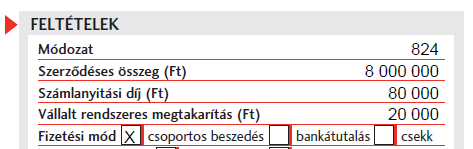 FELTÉTELEK
Módozat 824
Szerződéses összeg (Ft) 8 000 000
Számlanyitási díj (Ft) 80 000
Vállalt rendszeres megtakarítás (Ft) 20 000
Fizetési mód X csoportos beszedés bankátutalás csekk